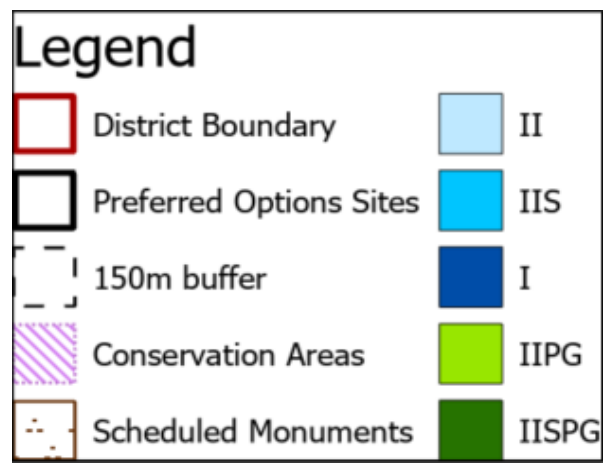 Legend
District Boundary
Preferred Options Sites
150m buffer
Conservation Areas
Scheduled Monuments
II
IIS
I
IIPG
IISPG